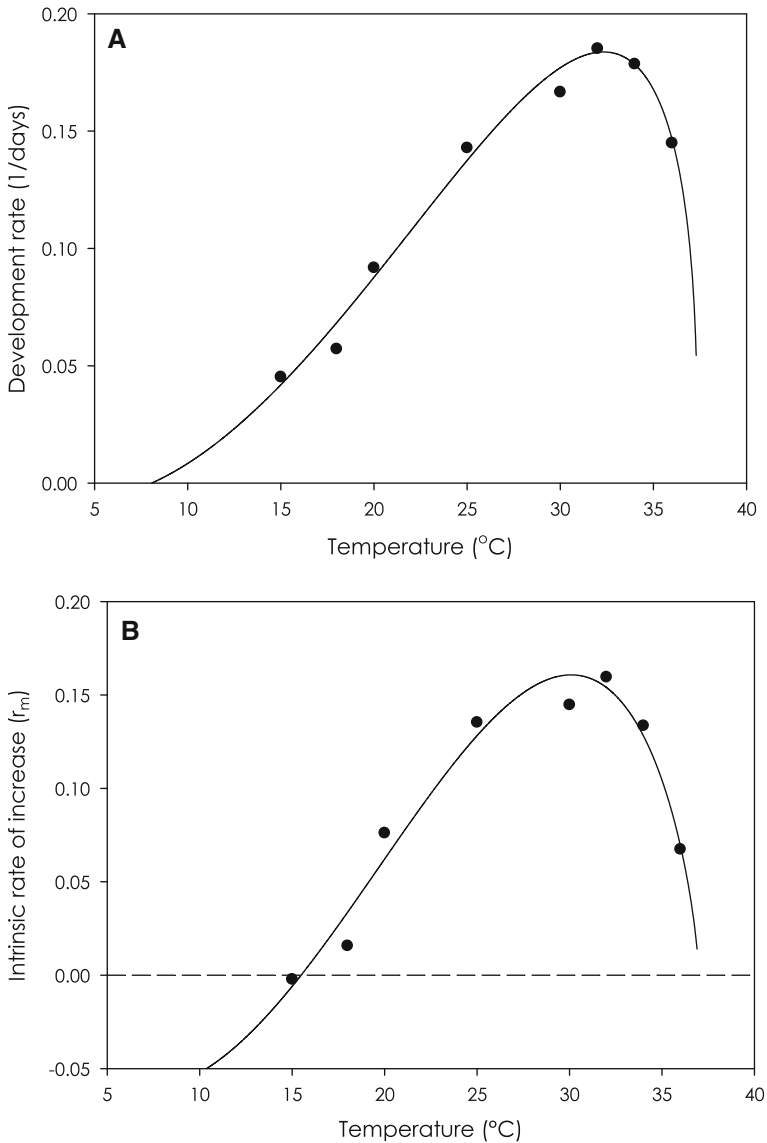 A
0.20
0.15
0.10
0.05
0.00
Development rate (1/days)
5 10 15 20 25 30 35 40
Temperature (°C)
B
0.20
0.15
0.10
0.05
0.00
-0.05
Intrinsic rate of increase (rₘ)
5 10 15 20 25 30 35 40
Temperature (°C)